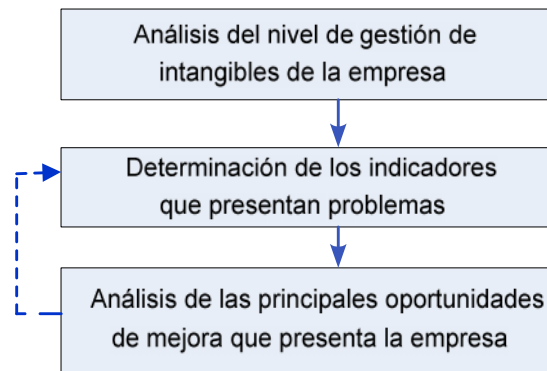 Análisis del nivel de gestión de
intangibles de la empresa
Determinación de los indicadores
que presentan problemas
Análisis de las principales oportunidades
de mejora que presenta la empresa